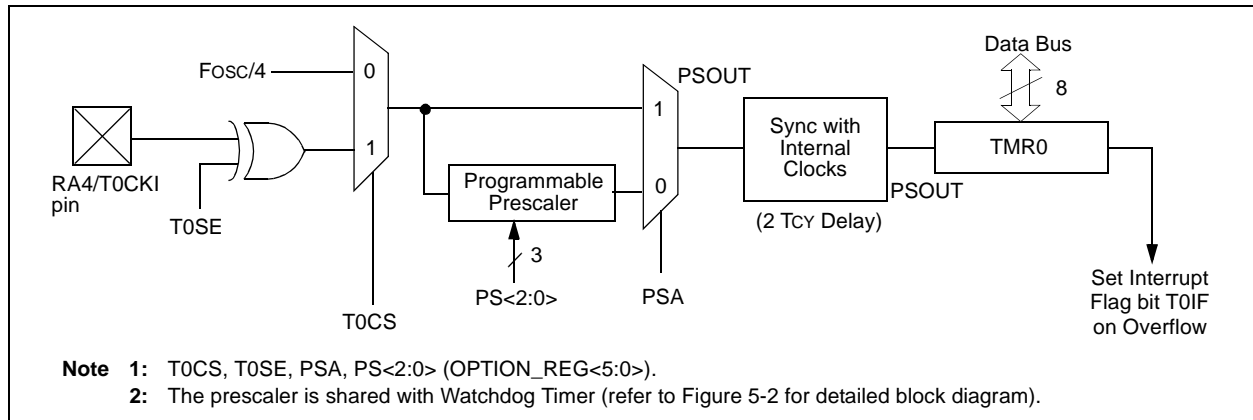 Data Bus
8
FOSC/4
0
1
RA4/T0CKI
pin
T0SE
T0CS
Programmable
Prescaler
3
PS<2:0>
PSOUT
1
0
PSA
Sync with
Internal
Clocks
(2 TCY Delay)
PSOUT
TMR0
Set Interrupt
Flag bit T0IF
on Overflow
Note 1: T0CS, T0SE, PSA, PS<2:0> (OPTION_REG<5:0>).
2: The prescaler is shared with Watchdog Timer (refer to Figure 5-2 for detailed block diagram).